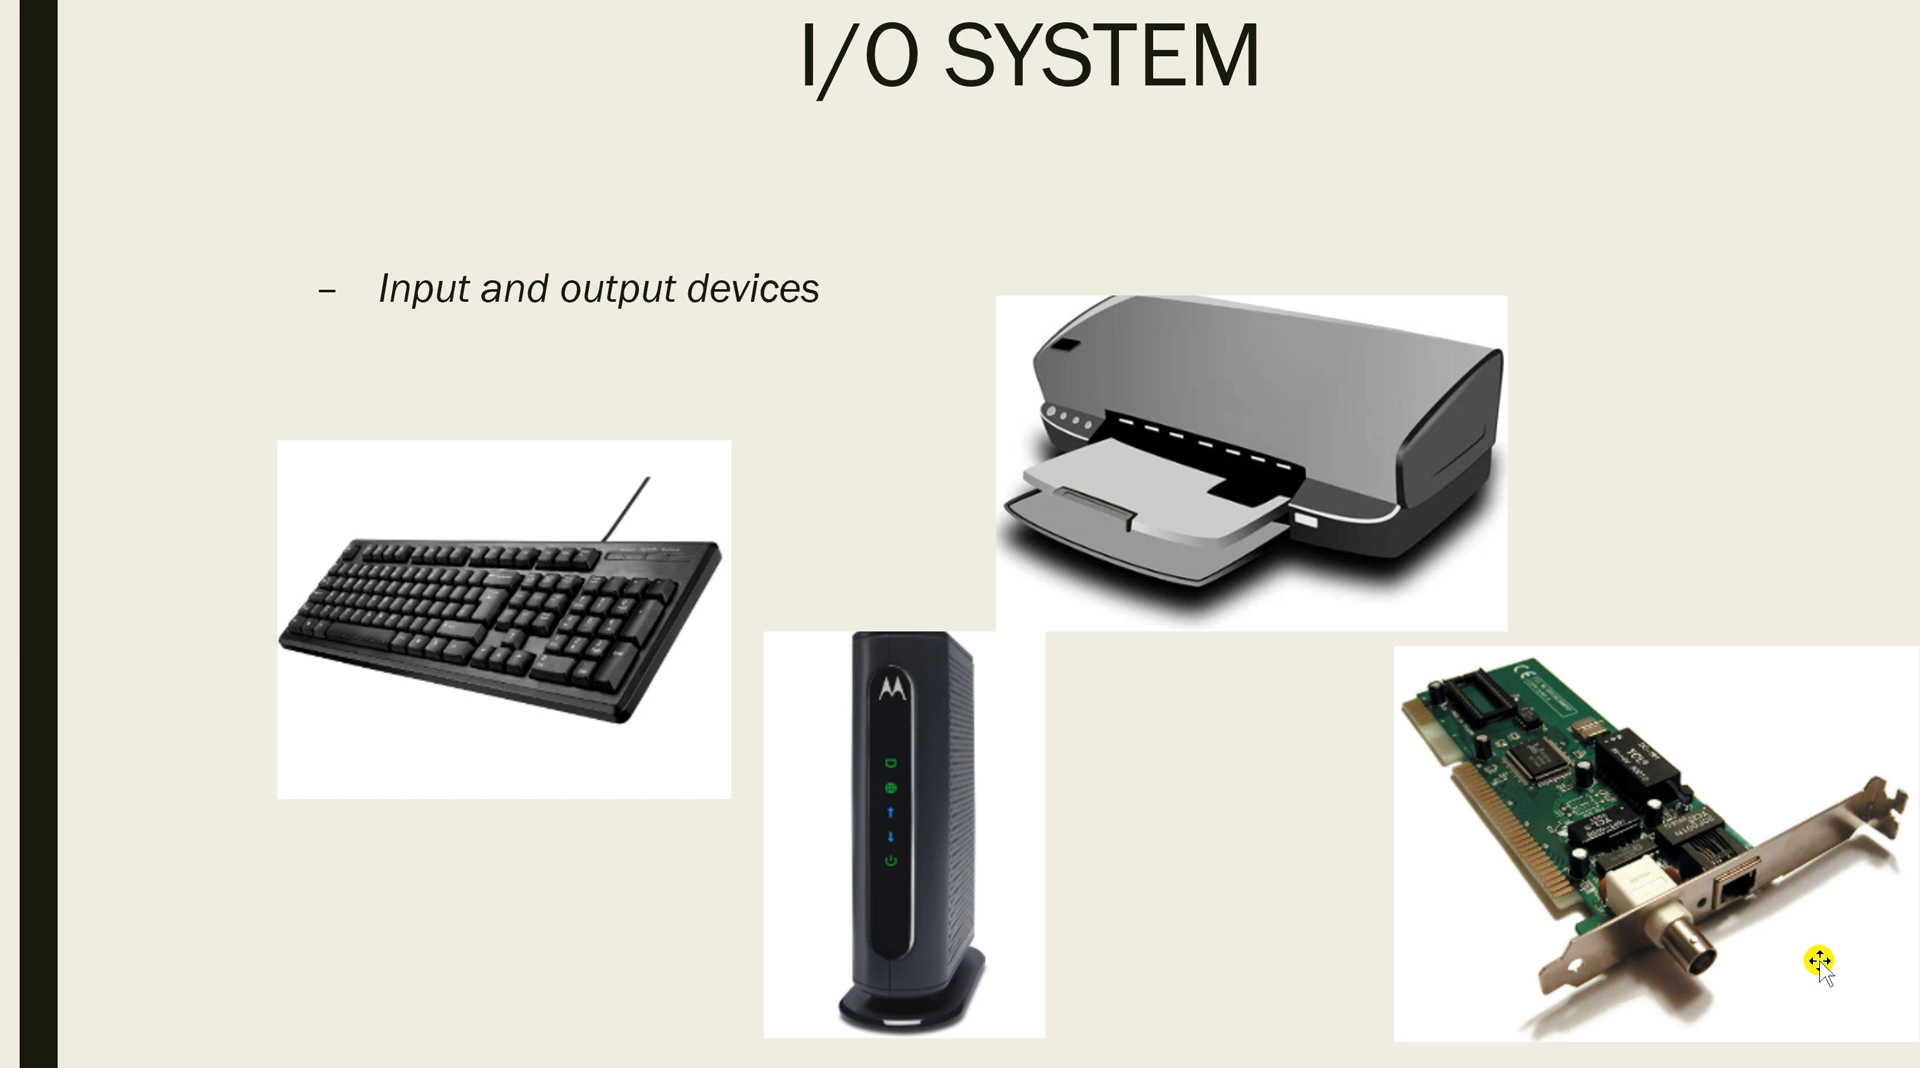 I/O SYSTEM
– Input and output devices